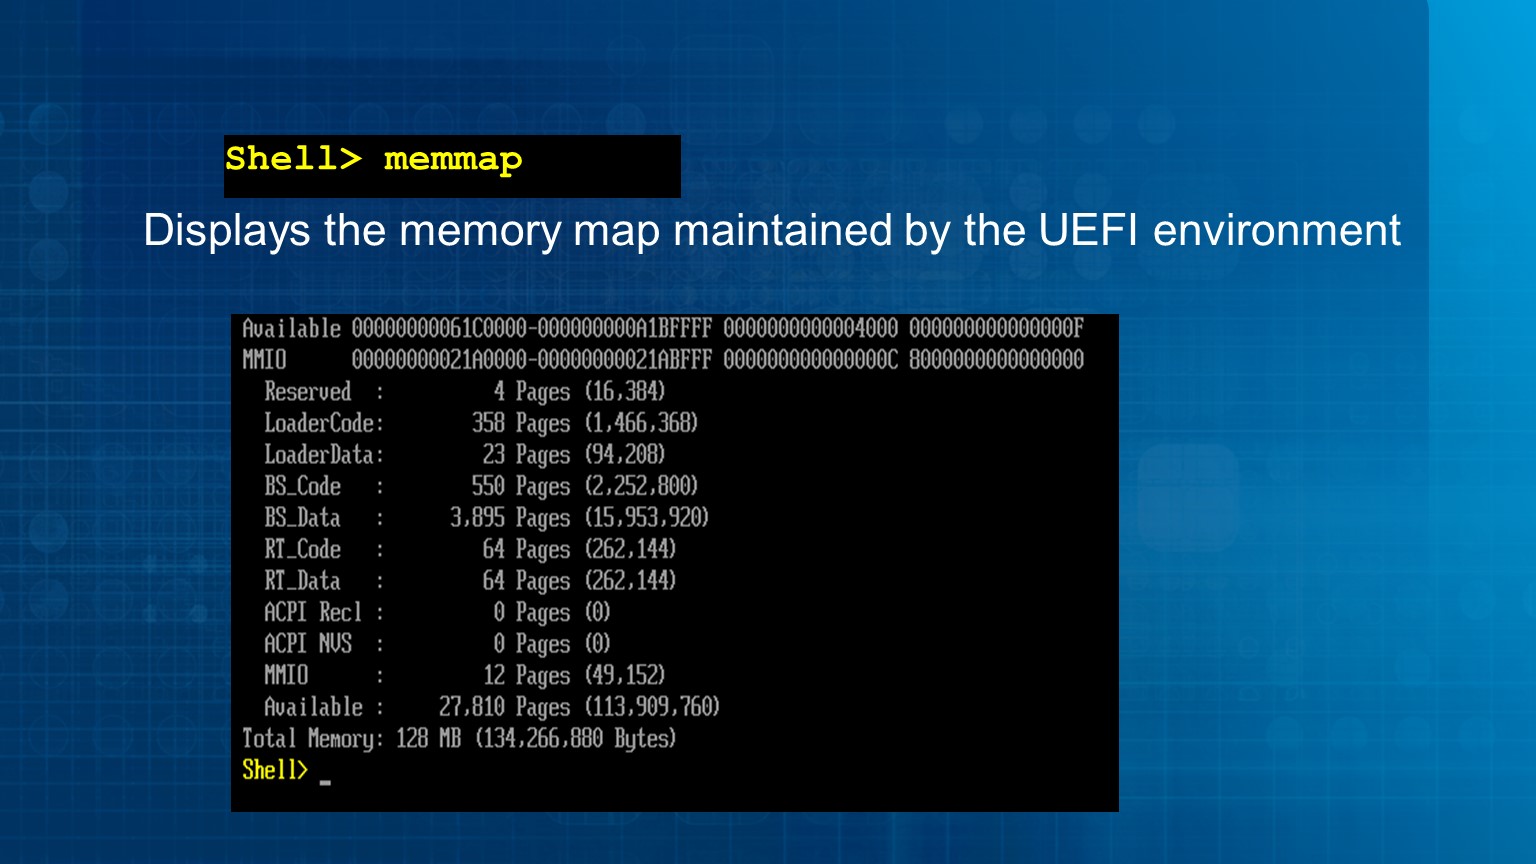 Shell> memmap
Displays the memory map maintained by the UEFI environment
Available 00000000061C0000-000000000A1BFFFF 0000000000004000 000000000000000F
MMIO      00000000021A0000-00000000021ABFFF 000000000000000C 8000000000000000
  Reserved  :          4 Pages (16,384)
  LoaderCode:        358 Pages (1,466,368)
  LoaderData:         23 Pages (94,208)
  BS_Code   :        550 Pages (2,252,800)
  BS_Data   :      3,895 Pages (15,953,920)
  RT_Code   :         64 Pages (262,144)
  RT_Data   :         64 Pages (262,144)
  ACPI Recl :          0 Pages (0)
  ACPI NVS  :          0 Pages (0)
  MMIO      :         12 Pages (49,152)
  Available :     27,810 Pages (113,909,760)
Total Memory: 128 MB (134,266,880 Bytes)
Shell> _